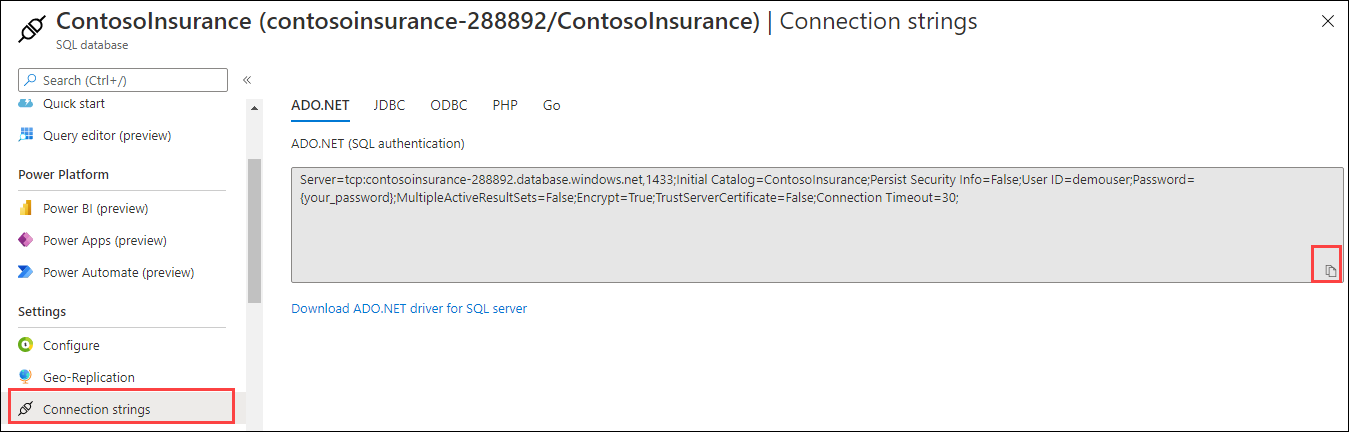 ContosoInsurance (contosoinsurance-288892/ContosoInsurance) | Connection strings
SQL database
Search (Ctrl+/)
Quick start
Query editor (preview)
Power Platform
Power BI (preview)
Power Apps (preview)
Power Automate (preview)
Settings
Configure
Geo-Replication
Connection strings
ADO.NET JDBC ODBC PHP Go
ADO.NET (SQL authentication)
Server=tcp:contosoinsurance-288892.database.windows.net,1433;Initial Catalog=ContosoInsurance;Persist Security Info=False;User ID=demouser;Password=
{your_password};MultipleActiveResultSets=False;Encrypt=True;TrustServerCertificate=False;Connection Timeout=30;
Download ADO.NET driver for SQL server